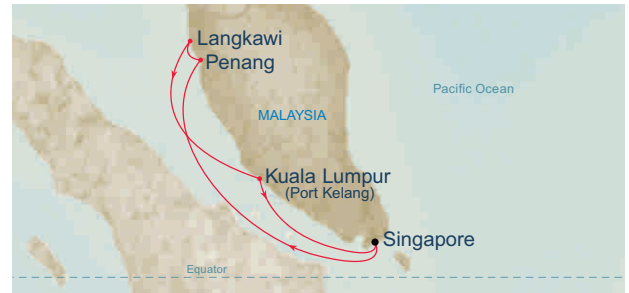 Langkawi
Penang
Pacific Ocean
MALAYSIA
Kuala Lumpur
(Port Kelang)
Singapore
Equator